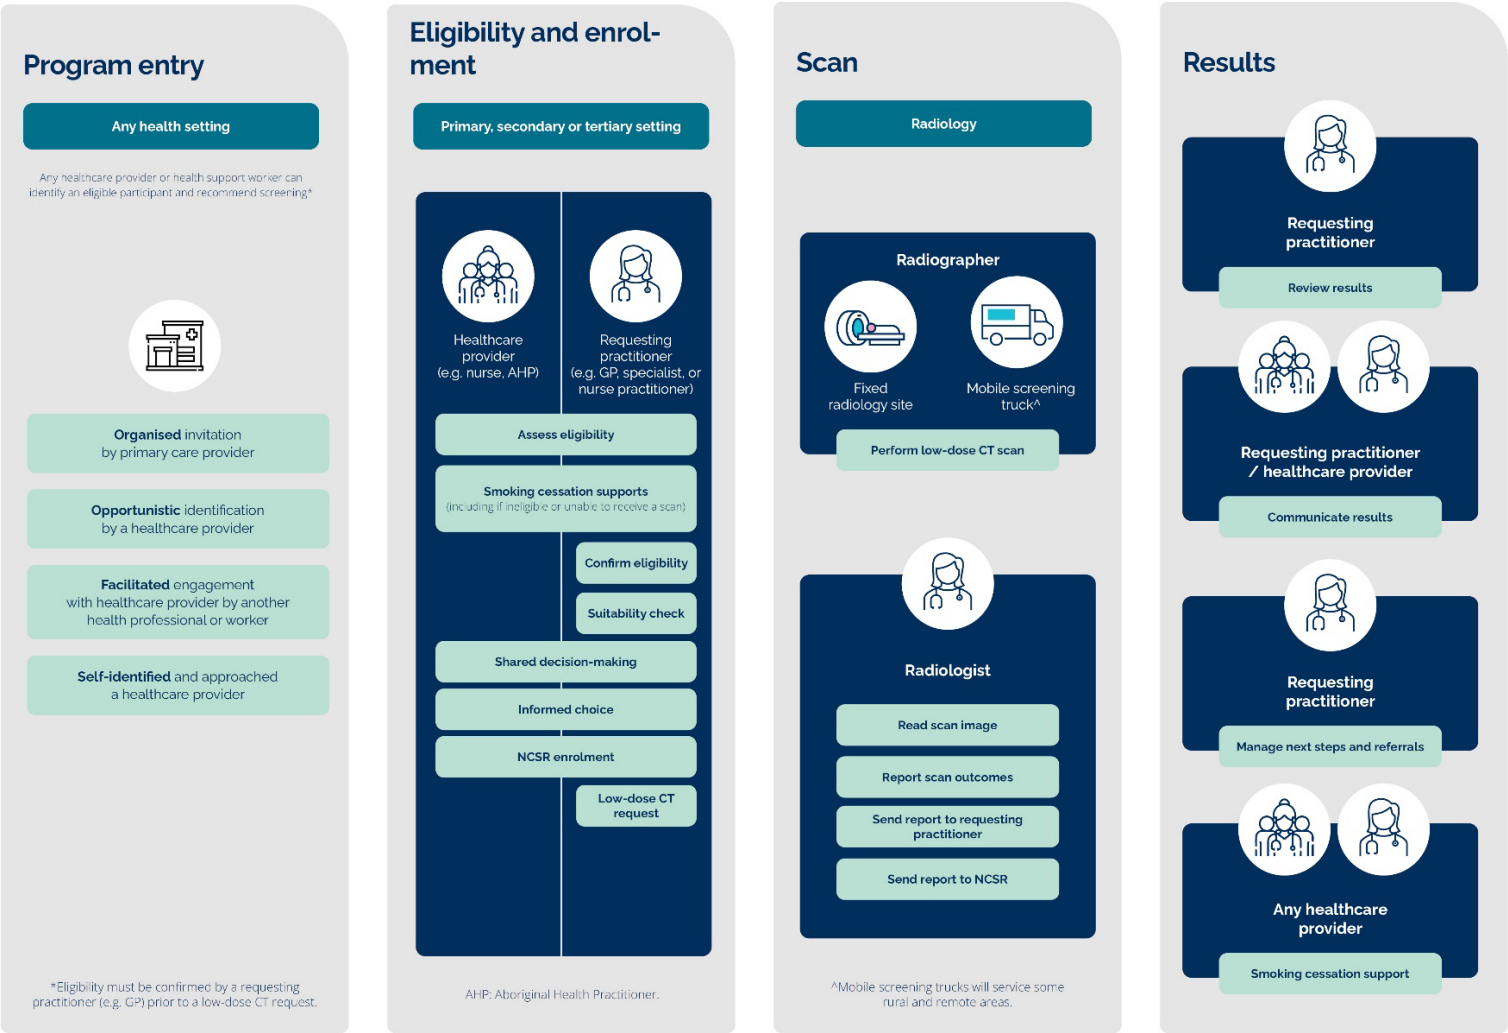 Program entry
Any health setting
Any healthcare provider or health support worker can
identify an eligible participant and recommend screening*
Organised invitation
by primary care provider
Opportunistic identification
by a healthcare provider
Facilitated engagement
with healthcare provider by another
health professional or worker
Self-identified and approached
a healthcare provider
*Eligibility must be confirmed by a requesting
practitioner (e.g. GP) prior to a low-dose CT request.
Eligibility and enrol-
ment
Primary, secondary or tertiary setting
Healthcare
provider
(e.g. nurse, AHP)
Requesting
practitioner
(e.g. GP, specialist, or
nurse practitioner)
Assess eligibility
Smoking cessation supports
(including if ineligible or unable to receive a scan)
Confirm eligibility
Suitability check
Shared decision-making
Informed choice
NCSR enrolment
Low-dose CT
request
AHP: Aboriginal Health Practitioner.
Scan
Radiology
Radiographer
Fixed
radiology site
Mobile screening
truck^
Perform low-dose CT scan
Radiologist
Read scan image
Report scan outcomes
Send report to requesting
practitioner
Send report to NCSR
^Mobile screening trucks will service some
rural and remote areas.
Results
Requesting
practitioner
Review results
Requesting practitioner
/ healthcare provider
Communicate results
Requesting
practitioner
Manage next steps and referrals
Any healthcare
provider
Smoking cessation support